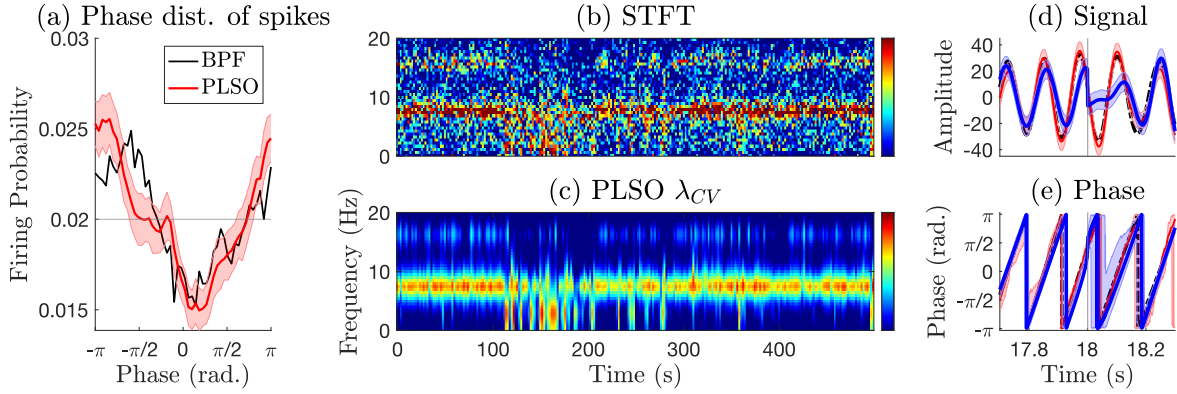 (a) Phase dist. of spikes
0.03
0.025
0.02
0.015
Firing Probability
BPF
PLSO
-π
-π/2
0
π/2
π
Phase (rad.)
(b) STFT
20
10
0
(c) PLSO λCV
20
10
0
Frequency (Hz)
0
100
200
300
400
Time (s)
(d) Signal
40
20
0
-20
-40
Amplitude
(e) Phase
π
π/2
0
-π/2
-π
Phase (rad.)
17.8
18
18.2
Time (s)